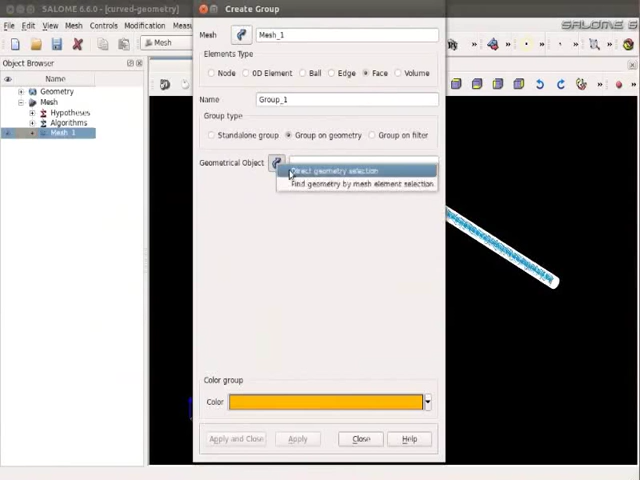 SALOME 6.6.0 - [curved-geometry]
Create Group
File Edit View Mesh Controls Modification Measu
SALOME 6
Mesh
Object Browser
Name
Geometry
Mesh
Hypotheses
Algorithms
Mesh_1
Mesh Mesh_1
Elements Type
Node 0D Element Ball Edge Face Volume
Name Group_1
Group type
Standalone group Group on geometry Group on filter
Geometrical Object
Direct geometry selection
Find geometry by mesh element selection
Color group
Color
Apply and Close Apply Close Help